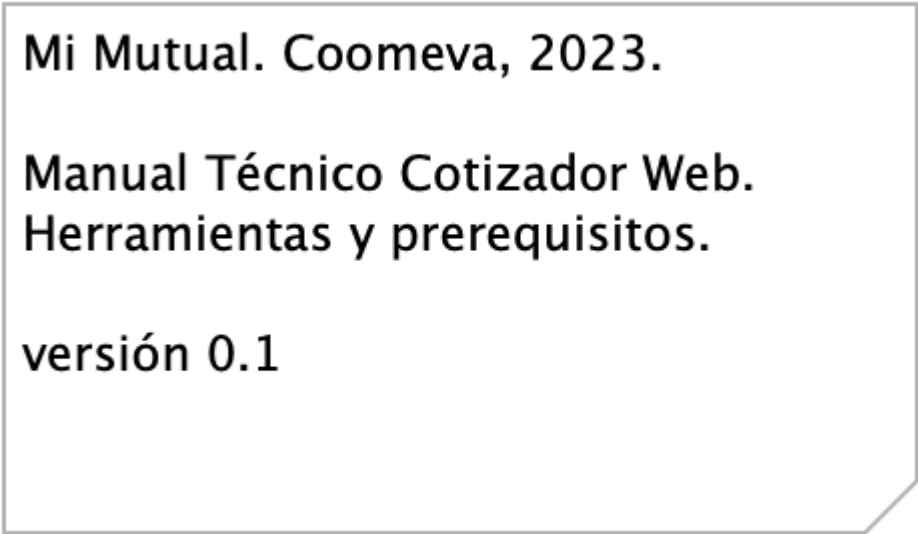 Mi Mutual. Coomeva, 2023.
Manual Técnico Cotizador Web.
Herramientas y prerequisitos.
versión 0.1